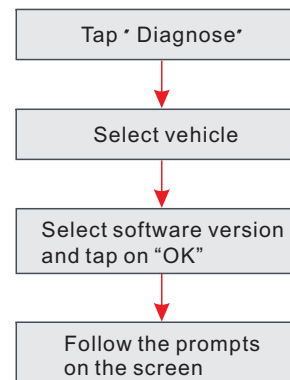 Tap " Diagnose"
Select vehicle
Select software version
and tap on “OK”
Follow the prompts
on the screen